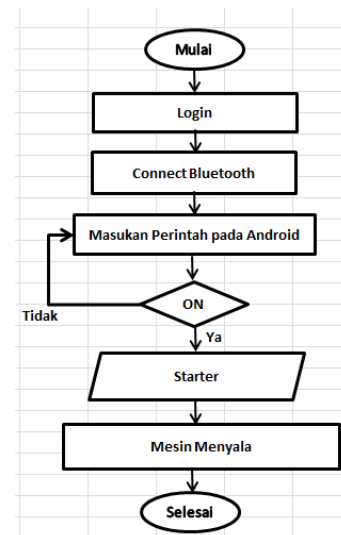 Mulai
Login
Connect Bluetooth
Masukan Perintah pada Android
ON
Tidak
Ya
Starter
Mesin Menyala
Selesai